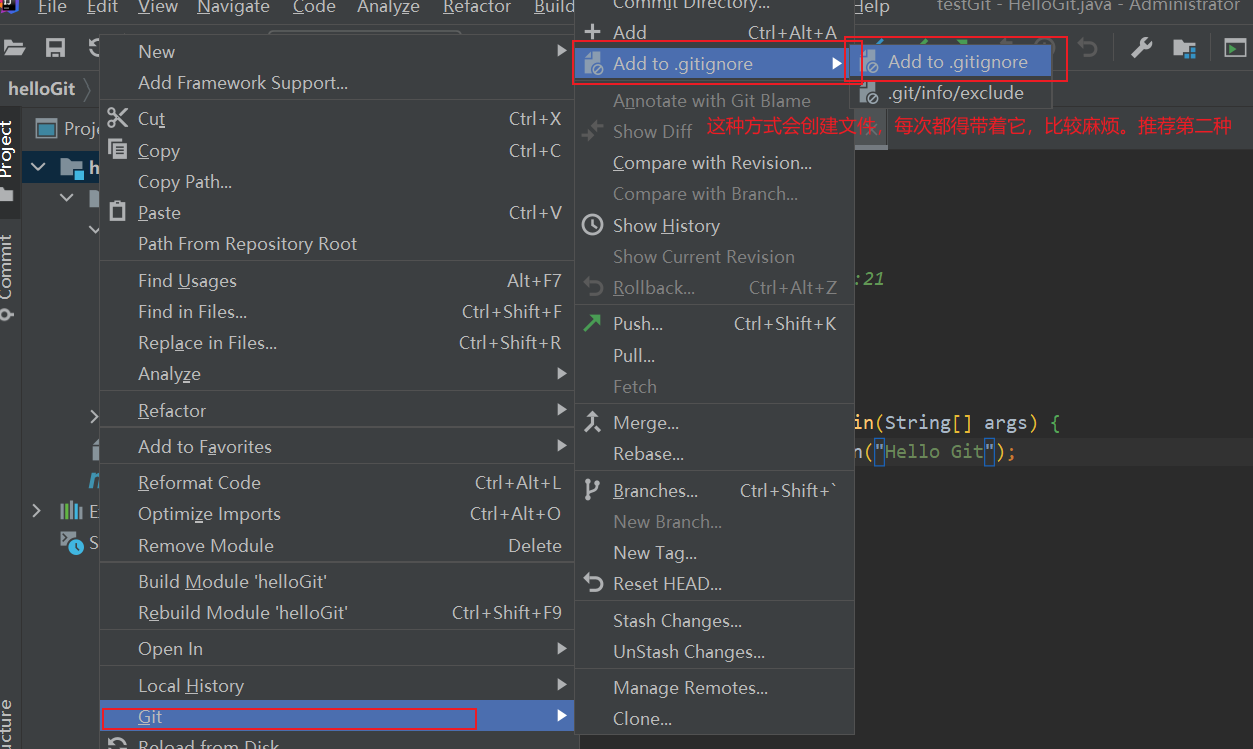 File Edit View Navigate Code Analyze Refactor Build
Help
testGit - HelloGit.java - Administrator
helloGit
Project
Commit
New
Add Framework Support...
Cut Ctrl+X
Copy Ctrl+C
Copy Path...
Paste Ctrl+V
Path From Repository Root
Find Usages Alt+F7
Find in Files... Ctrl+Shift+F
Replace in Files... Ctrl+Shift+R
Analyze
Refactor
Add to Favorites
Reformat Code Ctrl+Alt+L
Optimize Imports Ctrl+Alt+O
Remove Module Delete
Build Module 'helloGit'
Rebuild Module 'helloGit' Ctrl+Shift+F9
Open In
Local History
Git
Reload from Disk
Commit Directory...
Add Ctrl+Alt+A
Add to .gitignore
Annotate with Git Blame
Show Diff
Compare with Revision...
Compare with Branch...
Show History
Show Current Revision
Rollback... Ctrl+Alt+Z
Push... Ctrl+Shift+K
Pull...
Fetch
Merge...
Rebase...
Branches... Ctrl+Shift+`
New Branch...
New Tag...
Reset HEAD...
Stash Changes...
UnStash Changes...
Manage Remotes...
Clone...
Add to .gitignore
.git/info/exclude
这种方式会创建文件，每次都得带着它，比较麻烦。推荐第二种
:21
in(String[] args) {
n("Hello Git");